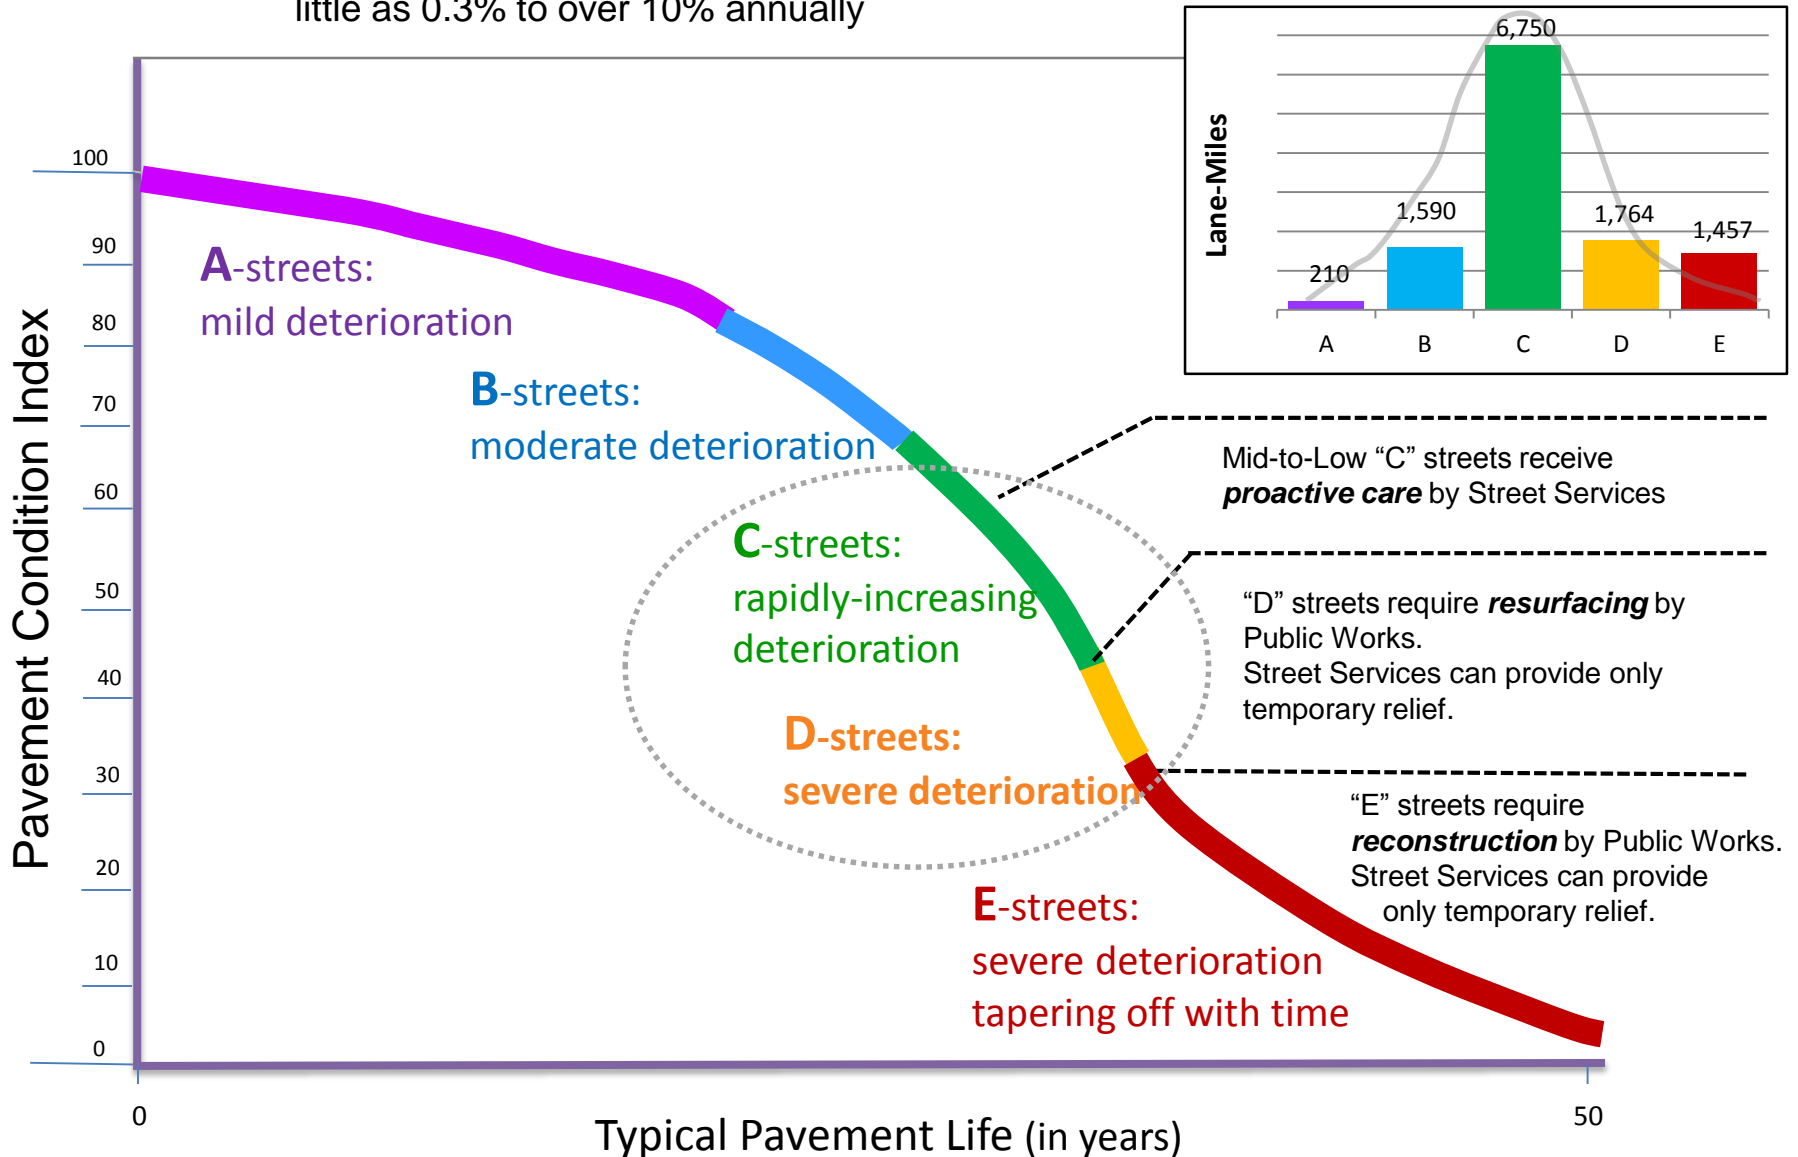 little as 0.3% to over 10% annually
6,750
1,590
1,764
1,457
210
Lane-Miles
A
B
C
D
E
Pavement Condition Index
100
90
80
70
60
50
40
30
20
10
0
A-streets:
mild deterioration
B-streets:
moderate deterioration
C-streets:
rapidly-increasing
deterioration
D-streets:
severe deterioration
E-streets:
severe deterioration
tapering off with time
Mid-to-Low “C” streets receive
proactive care by Street Services
“D” streets require resurfacing by
Public Works.
Street Services can provide only
temporary relief.
“E” streets require
reconstruction by Public Works.
Street Services can provide
only temporary relief.
0
50
Typical Pavement Life (in years)